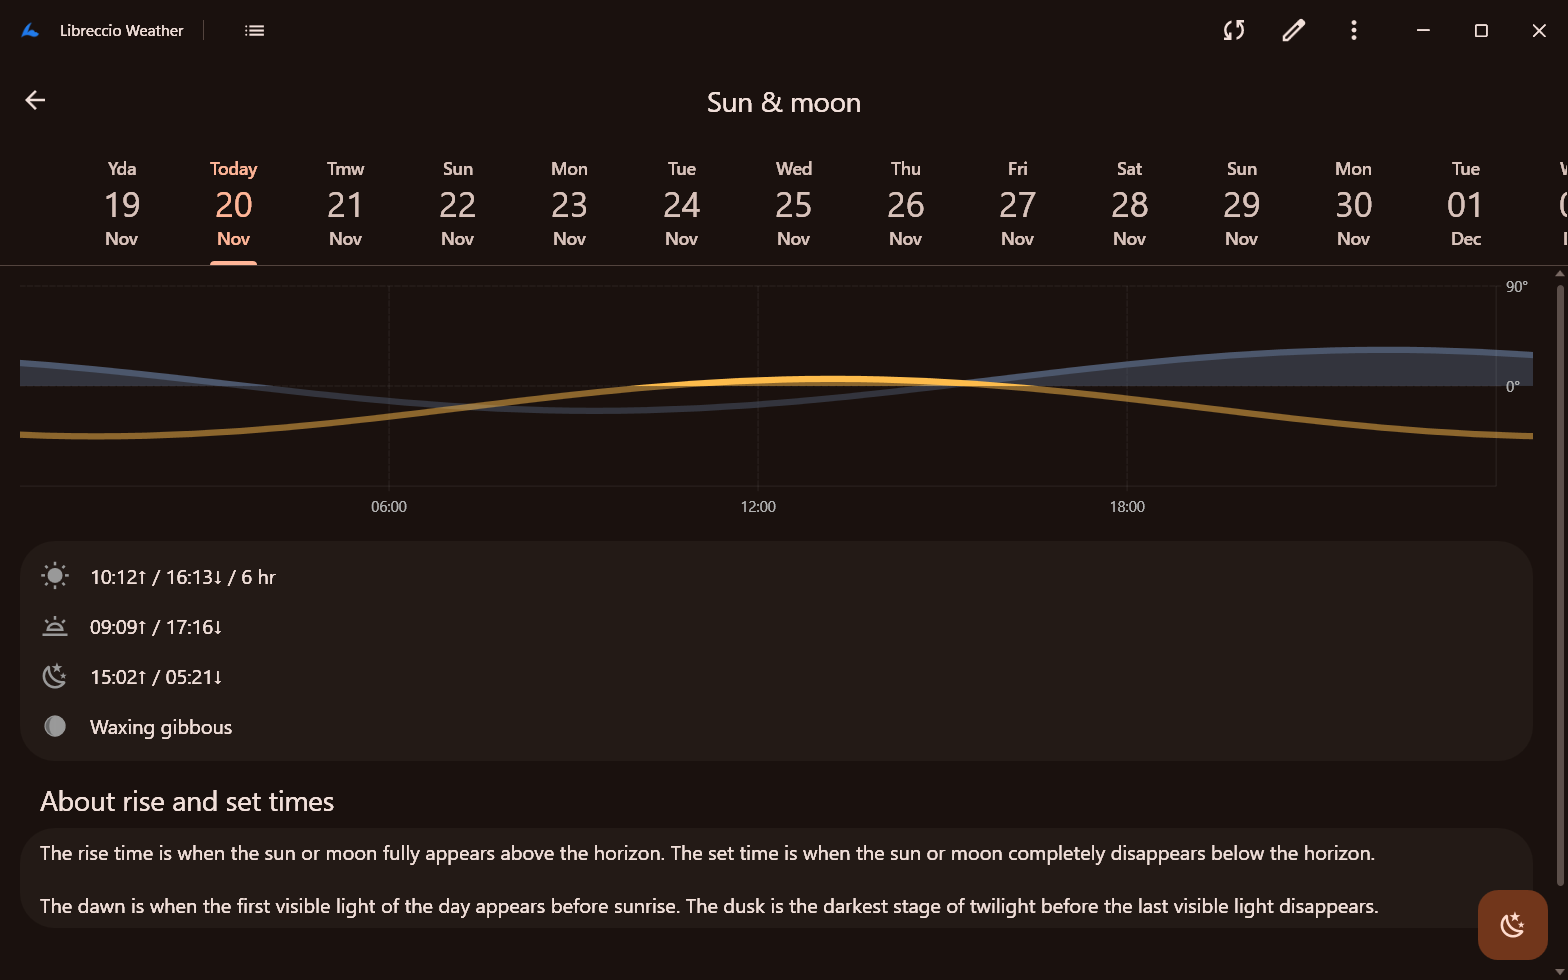 Libreccio Weather
Sun & moon
Yda Today Tmw Sun Mon Tue Wed Thu Fri Sat Sun Mon Tue
19 20 21 22 23 24 25 26 27 28 29 30 01
Nov Nov Nov Nov Nov Nov Nov Nov Nov Nov Nov Nov Dec
90°
0°
06:00 12:00 18:00
10:12↑ / 16:13↓ / 6 hr
09:09↑ / 17:16↓
15:02↑ / 05:21↓
Waxing gibbous
About rise and set times
The rise time is when the sun or moon fully appears above the horizon. The set time is when the sun or moon completely disappears below the horizon.
The dawn is when the first visible light of the day appears before sunrise. The dusk is the darkest stage of twilight before the last visible light disappears.